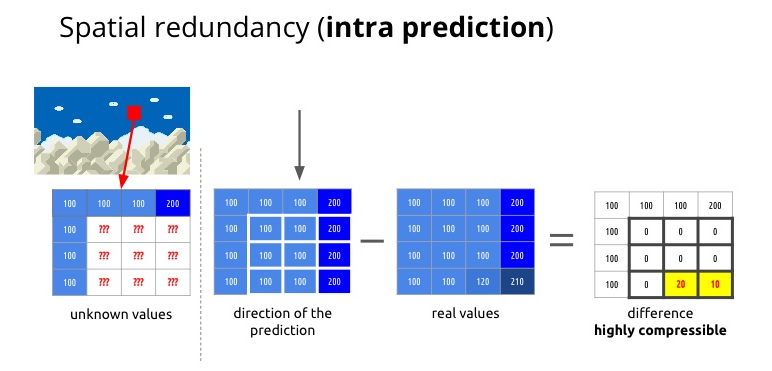 Spatial redundancy (intra prediction)
100 100 100 200
100 ??? ??? ???
100 ??? ??? ???
100 ??? ??? ???
unknown values
100 100 100 200
100 100 100 200
100 100 100 200
100 100 100 200
direction of the
prediction
−
100 100 100 200
100 100 100 200
100 100 100 200
100 100 120 210
real values
=
100 100 100 200
100 0 0 0
100 0 0 0
100 0 20 10
difference
highly compressible